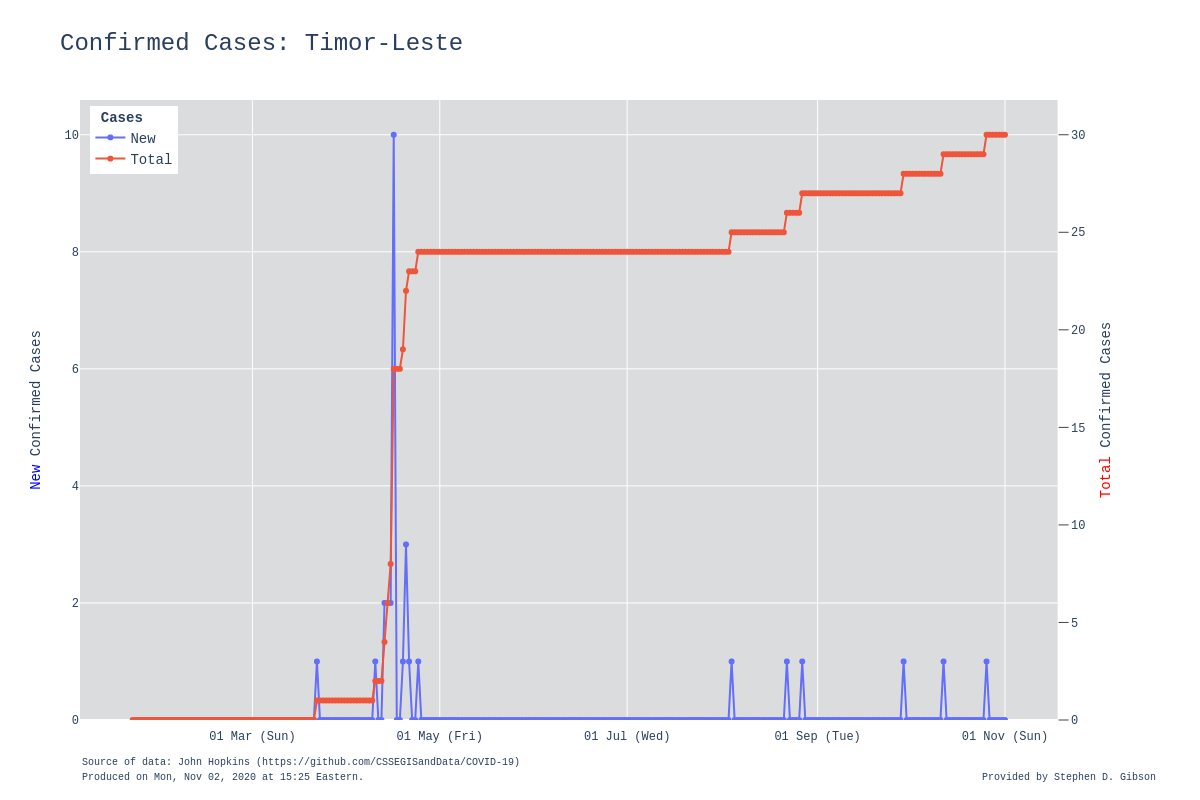 Confirmed Cases: Timor-Leste
Cases
New
Total
10
8
6
4
2
0
New Confirmed Cases
30
25
20
15
10
5
0
Total Confirmed Cases
01 Mar (Sun)
01 May (Fri)
01 Jul (Wed)
01 Sep (Tue)
01 Nov (Sun)
Source of data: John Hopkins (https://github.com/CSSEGISandData/COVID-19)
Produced on Mon, Nov 02, 2020 at 15:25 Eastern.
Provided by Stephen D. Gibson